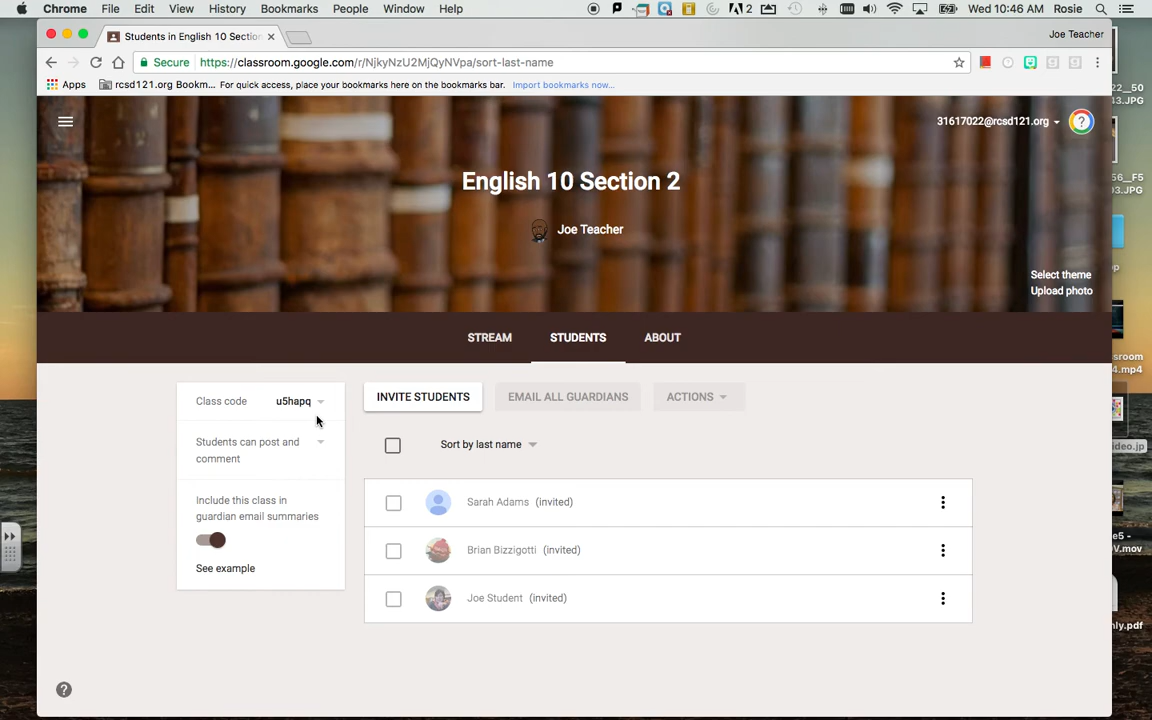 Chrome File Edit View History Bookmarks People Window Help 2 Wed 10:46 AM Rosie
Students in English 10 Section Joe Teacher
Secure https://classroom.google.com/r/NjkyNzU2MjQyNVpa/sort-last-name
Apps rcsd121.org Bookm... For quick access, place your bookmarks here on the bookmarks bar. Import bookmarks now...
31617022@rcsd121.org
English 10 Section 2
Joe Teacher
Select theme
Upload photo
STREAM STUDENTS ABOUT
Class code u5hapq
Students can post and
comment
Include this class in
guardian email summaries
See example
INVITE STUDENTS EMAIL ALL GUARDIANS ACTIONS
Sort by last name
Sarah Adams (invited)
Brian Bizzigotti (invited)
Joe Student (invited)
?